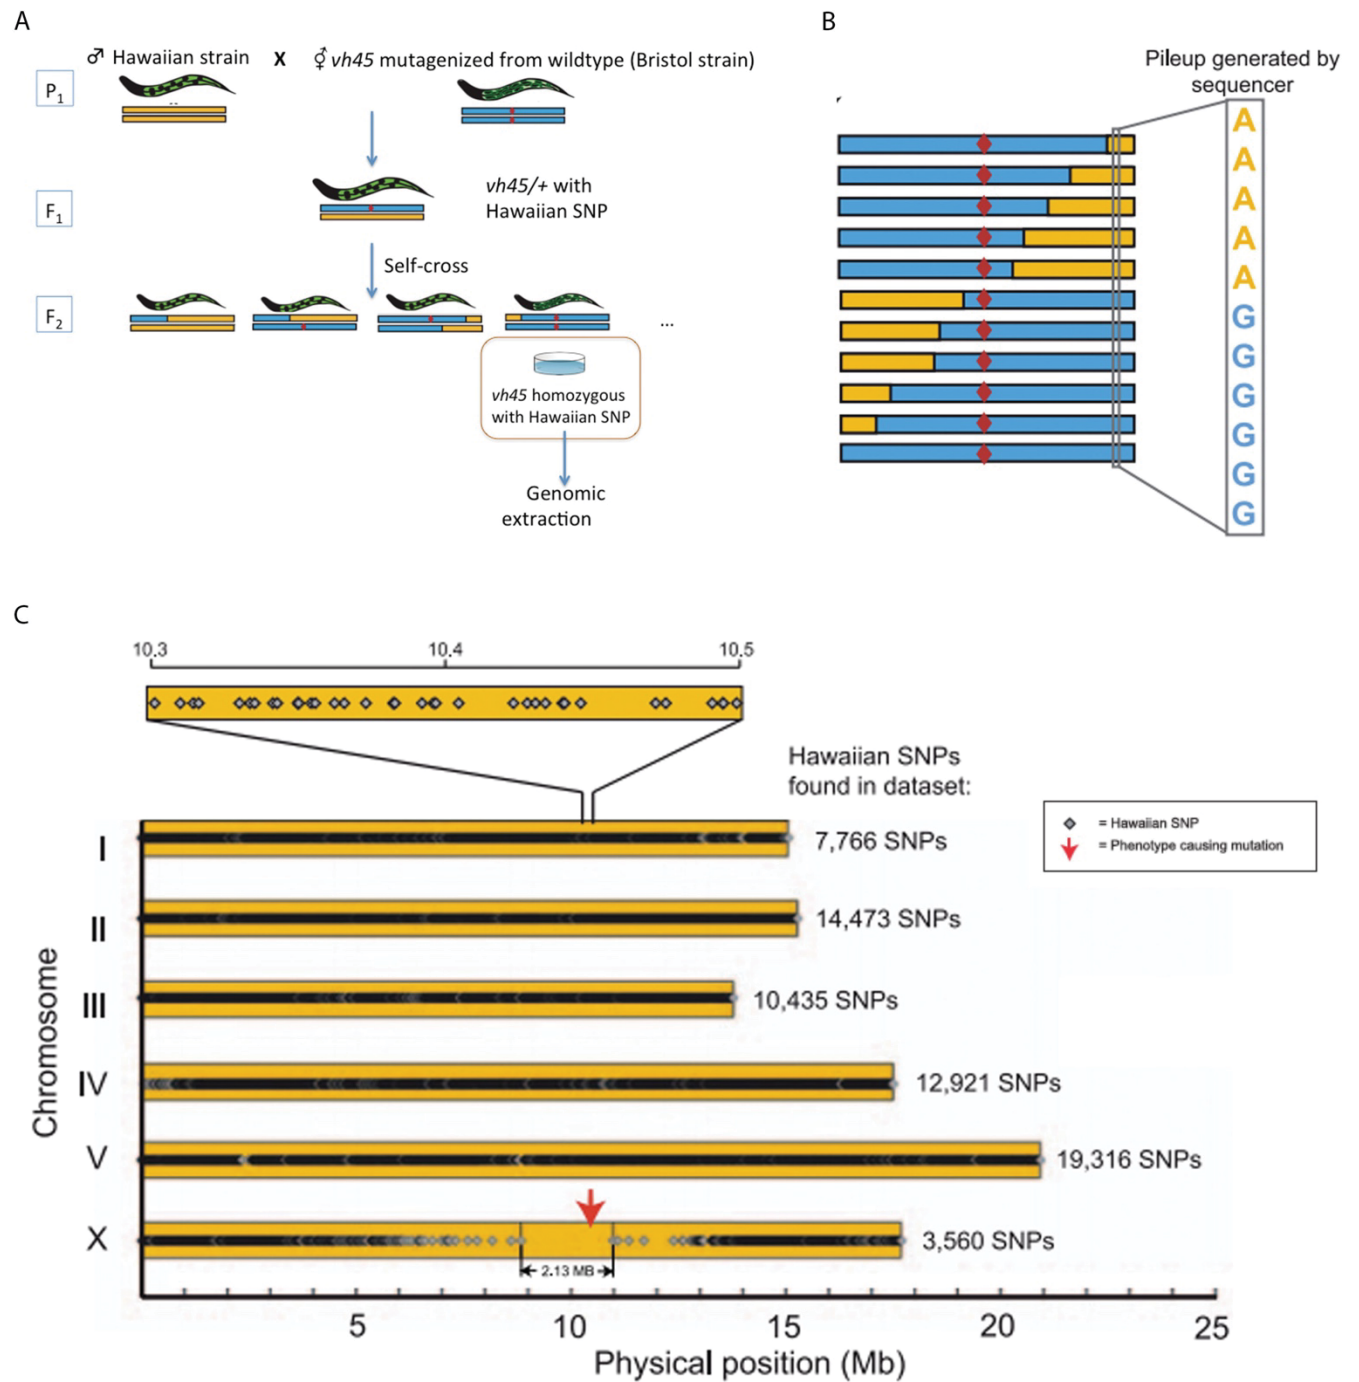 A
♂ Hawaiian strain X ⚥ vh45 mutagenized from wildtype (Bristol strain)
P1
F1
vh45/+ with
Hawaiian SNP
Self-cross
F2
...
vh45 homozygous
with Hawaiian SNP
Genomic
extraction
B
Pileup generated by
sequencer
A
A
A
A
A
G
G
G
G
G
G
C
10.3 10.4 10.5
Hawaiian SNPs
found in dataset:
= Hawaiian SNP
= Phenotype causing mutation
Chromosome
I 7,766 SNPs
II 14,473 SNPs
III 10,435 SNPs
IV 12,921 SNPs
V 19,316 SNPs
X 3,560 SNPs
2.13 MB
5 10 15 20 25
Physical position (Mb)